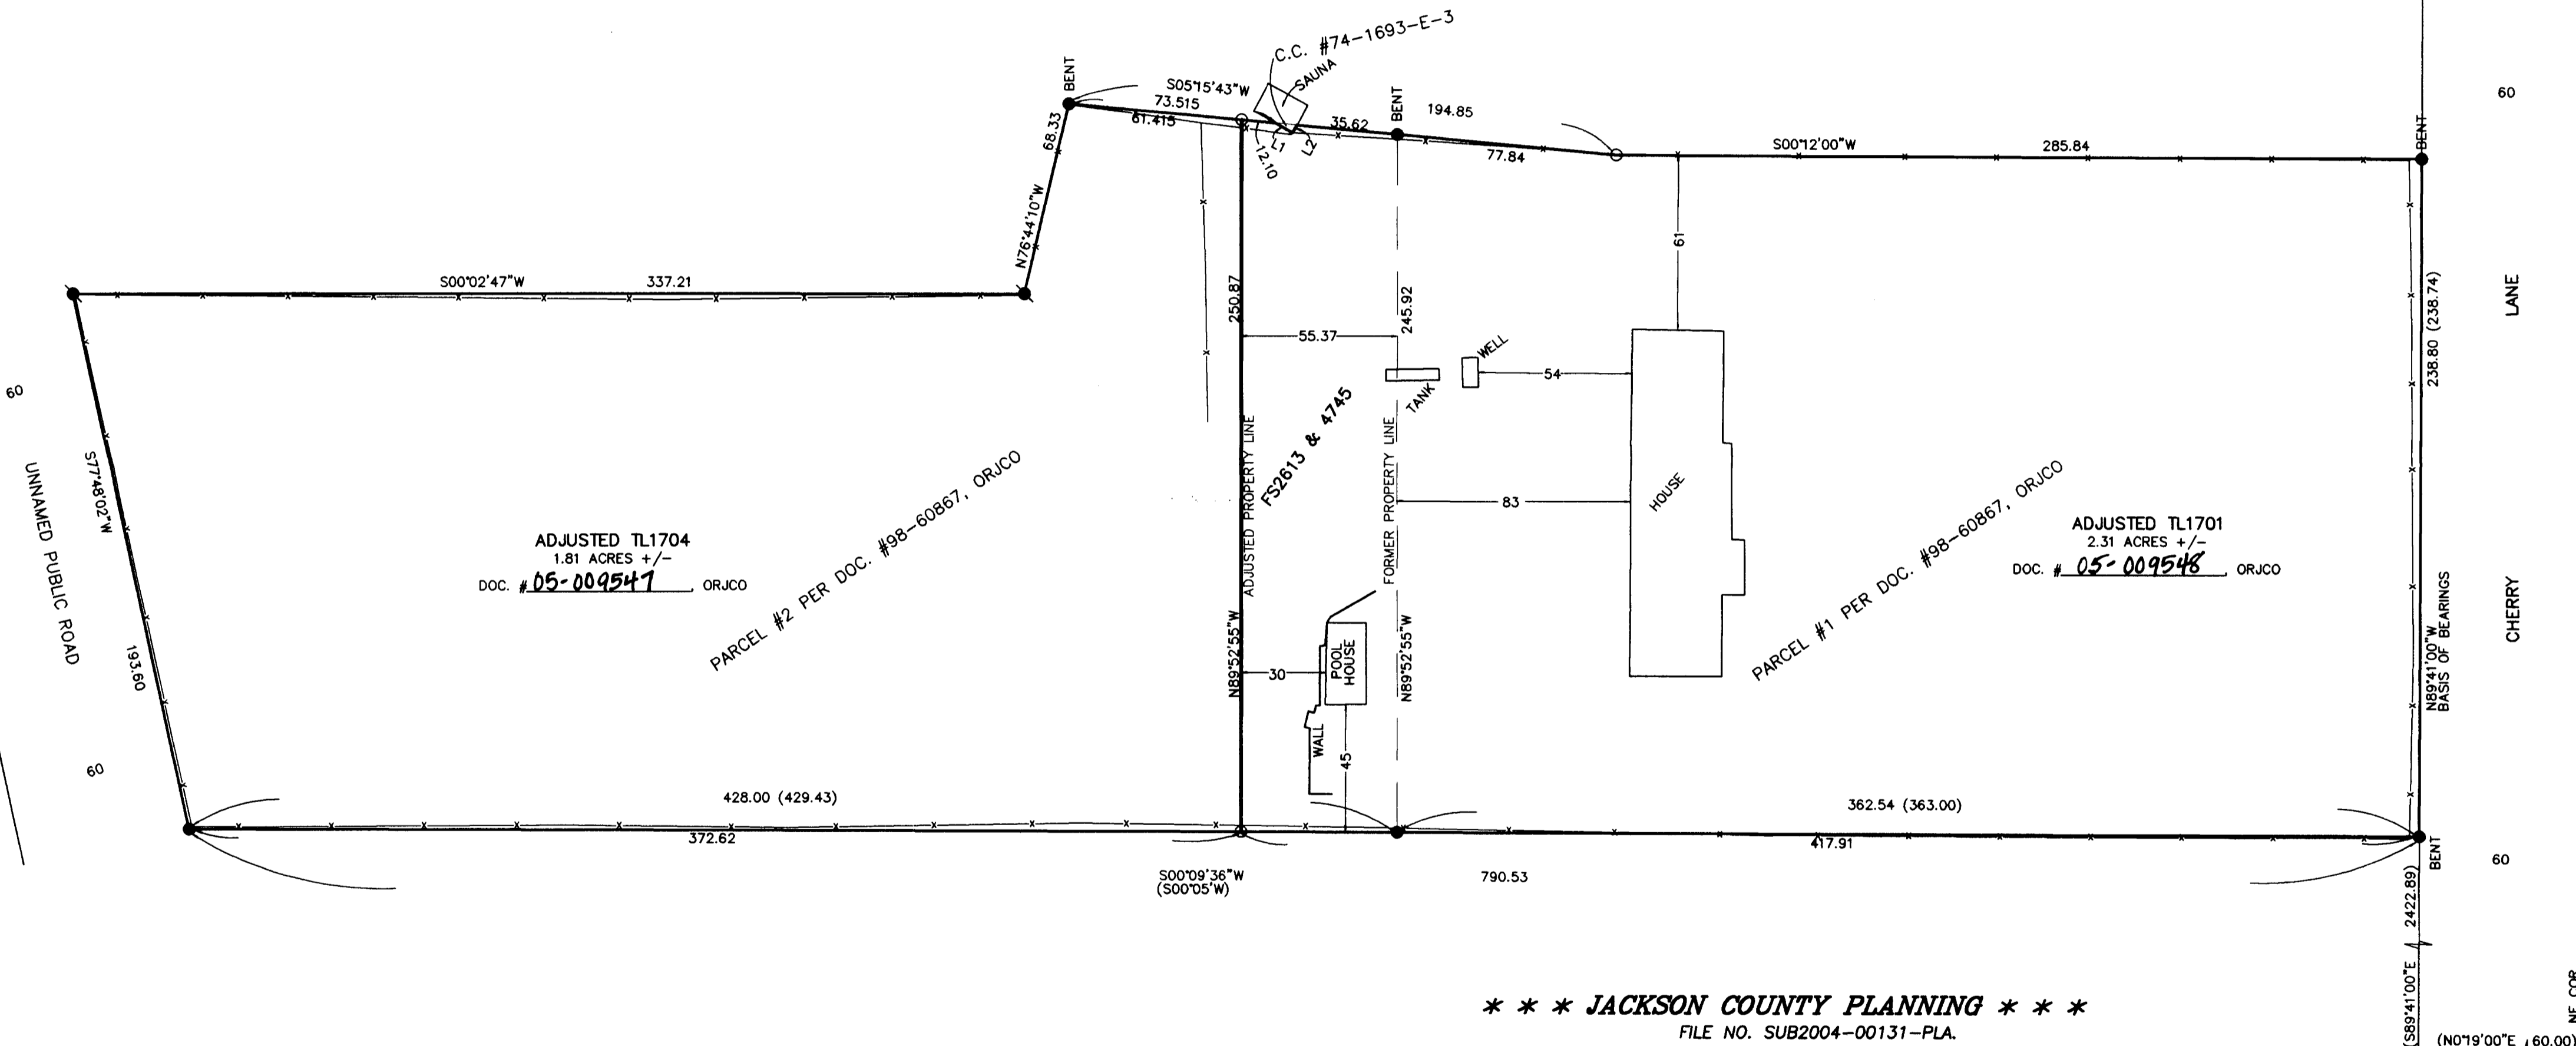 C.C. #74-1693-E-3
SAUNA
BENT
S05°15'43"W
73.515
61.415
68.33
N76°44'10"W
12.10
L1
L2
35.62
BENT
194.85
77.84
S00°12'00"W
285.84
BENT
60
S00°02'47"W
337.21
250.87
55.37
245.92
61
WELL
54
TANK
238.80 (238.74)
LANE
60
UNNAMED PUBLIC ROAD
S77°48'02"W
193.60
60
ADJUSTED TL1704
1.81 ACRES +/-
DOC. # 05-009547, ORJCO
PARCEL #2 PER DOC. #98-60867, ORJCO
ADJUSTED PROPERTY LINE
N89°52'55"W
FS2613 & 4745
FORMER PROPERTY LINE
N89°52'55"W
83
HOUSE
30
POOL
HOUSE
WALL
45
PARCEL #1 PER DOC. #98-60867, ORJCO
ADJUSTED TL1701
2.31 ACRES +/-
DOC. # 05-009548, ORJCO
N89°41'00"W
BASIS OF BEARINGS
CHERRY
428.00 (429.43)
372.62
362.54 (363.00)
417.91
BENT
60
S00°09'36"W
(S00°05'W)
790.53
(S89°41'00"E 2422.89)
* * * JACKSON COUNTY PLANNING * * *
FILE NO. SUB2004-00131-PLA.
NE COR
(N0°19'00"E 60.00)